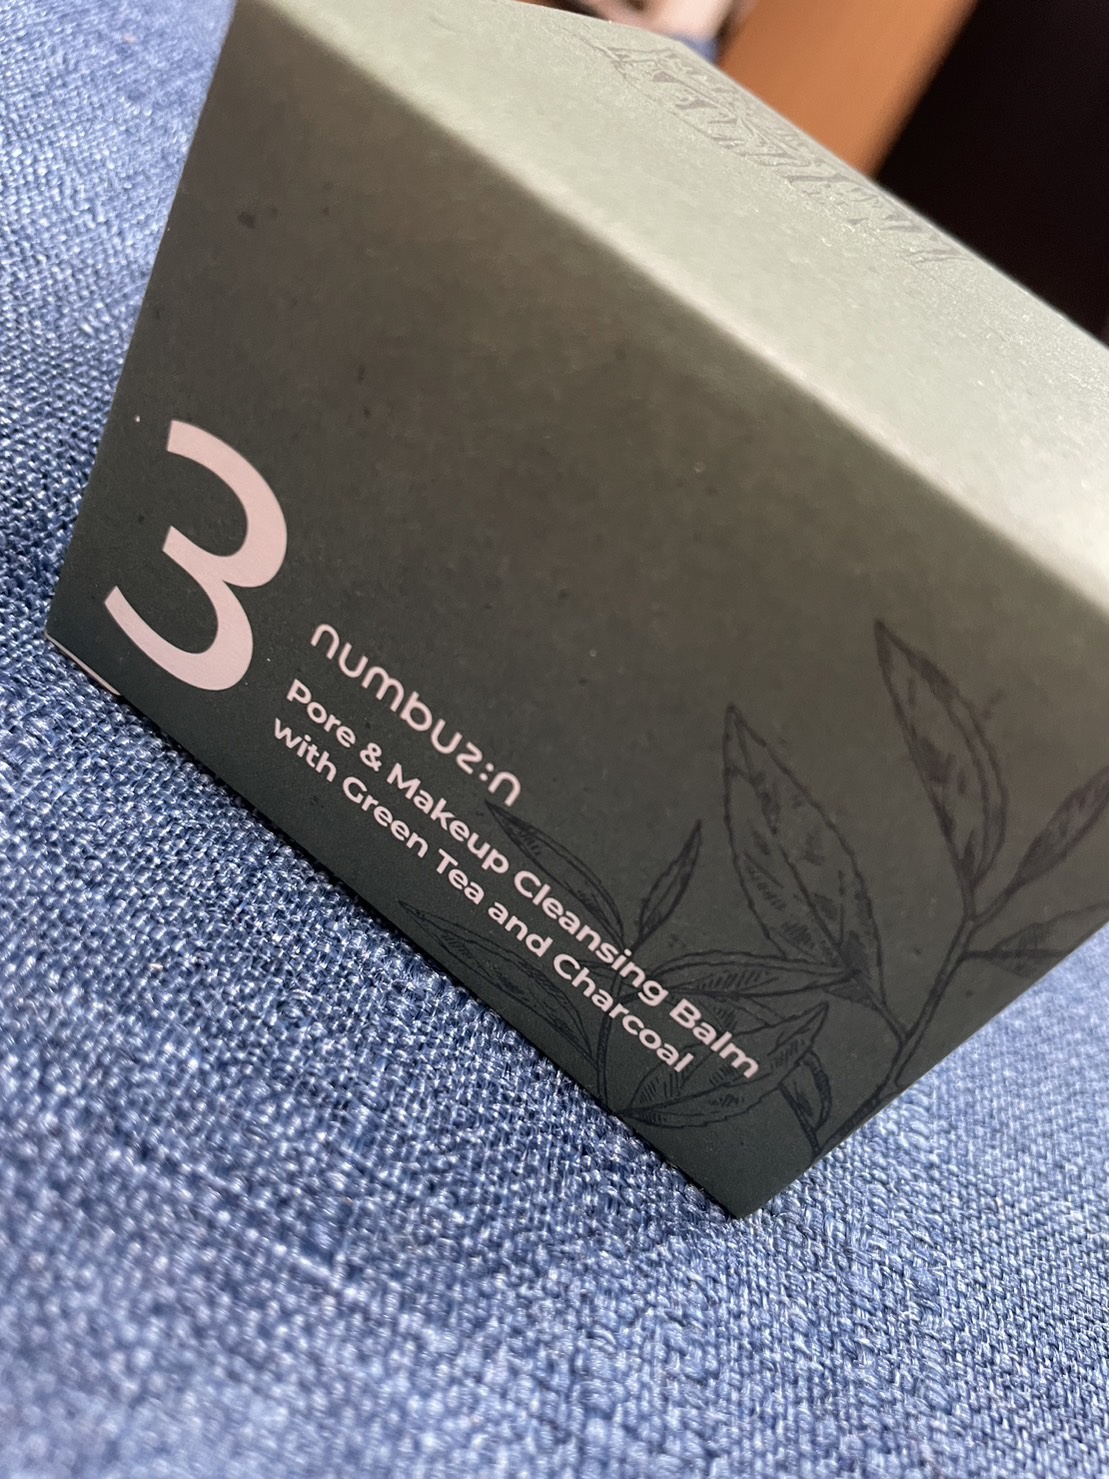 3
numbuz:n
Pore & Makeup Cleansing Balm
with Green Tea and Charcoal